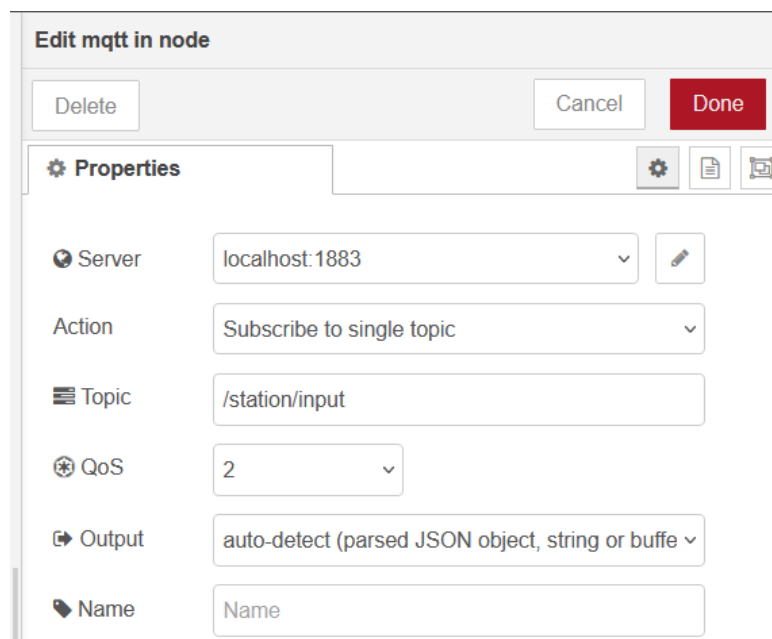 Edit mqtt in node
Delete Cancel Done
Properties
Server localhost:1883
Action Subscribe to single topic
Topic /station/input
QoS 2
Output auto-detect (parsed JSON object, string or buffe
Name Name